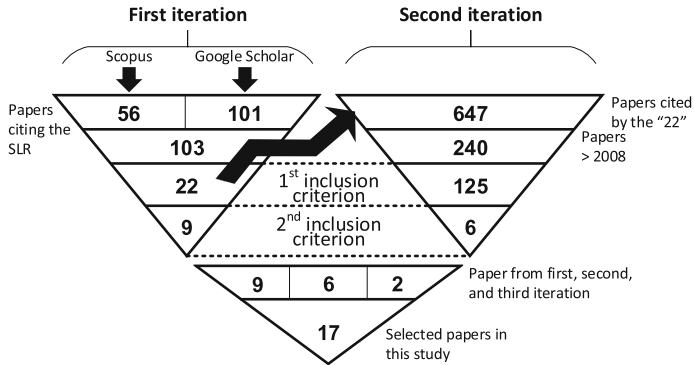 First iteration
Second iteration
Scopus
Google Scholar
Papers
citing the
SLR
56
101
647
Papers cited
by the “22”
103
240
Papers
> 2008
22
1st inclusion
criterion
125
9
2nd inclusion
criterion
6
9
6
2
Paper from first, second,
and third iteration
17
Selected papers in
this study